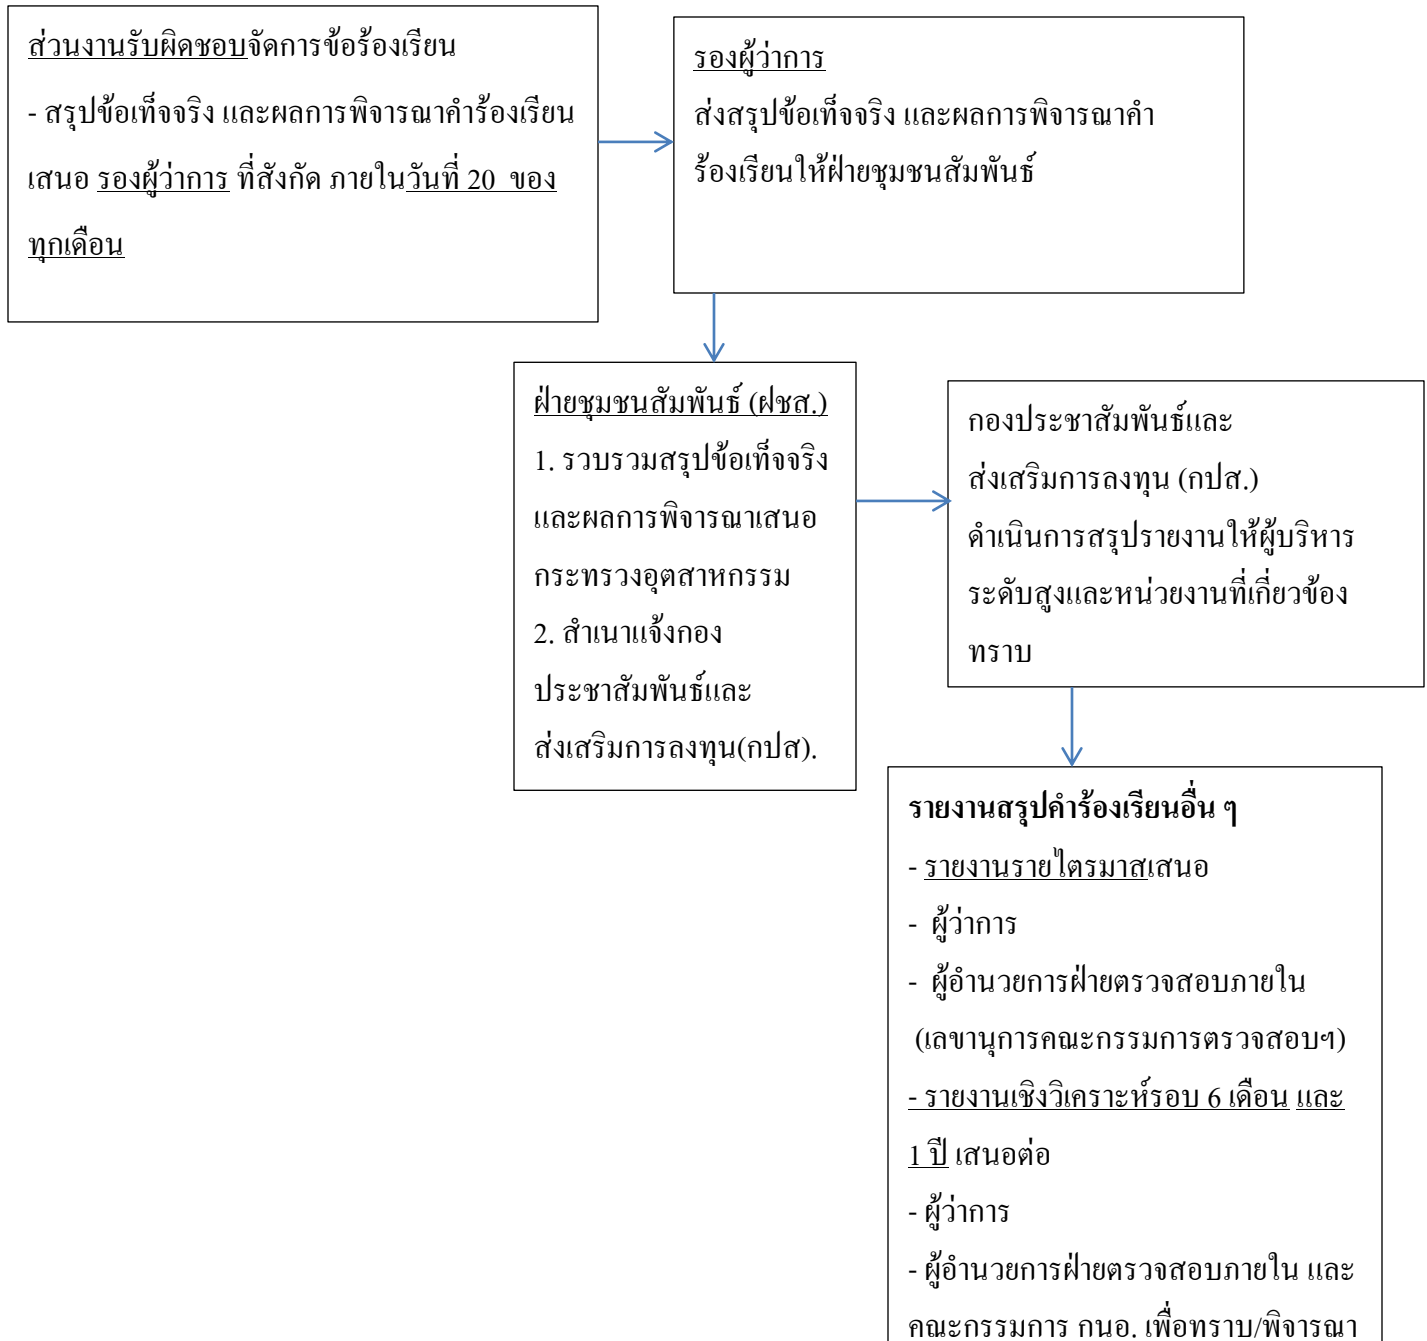 ส่วนงานรับผิดชอบจัดการข้อร้องเรียน
- สรุปข้อเท็จจริง และผลการพิจารณาคำร้องเรียน
เสนอ รองผู้ว่าการ ที่สังกัด ภายในวันที่ 20 ของ
ทุกเดือน
รองผู้ว่าการ
ส่งสรุปข้อเท็จจริง และผลการพิจารณาคำ
ร้องเรียนให้ฝ่ายชุมชนสัมพันธ์
ฝ่ายชุมชนสัมพันธ์ (ฝชส.)
1. รวบรวมสรุปข้อเท็จจริง
และผลการพิจารณาเสนอ
กระทรวงอุตสาหกรรม
2. สำเนาแจ้งกอง
ประชาสัมพันธ์และ
ส่งเสริมการลงทุน(กปส).
กองประชาสัมพันธ์และ
ส่งเสริมการลงทุน (กปส.)
ดำเนินการสรุปรายงานให้ผู้บริหาร
ระดับสูงและหน่วยงานที่เกี่ยวข้อง
ทราบ
รายงานสรุปคำร้องเรียนอื่น ๆ
- รายงานรายไตรมาสเสนอ
- ผู้ว่าการ
- ผู้อำนวยการฝ่ายตรวจสอบภายใน
(เลขานุการคณะกรรมการตรวจสอบฯ)
- รายงานเชิงวิเคราะห์รอบ 6 เดือน และ
1 ปี เสนอต่อ
- ผู้ว่าการ
- ผู้อำนวยการฝ่ายตรวจสอบภายใน และ
คณะกรรมการ กนอ. เพื่อทราบ/พิจารณา